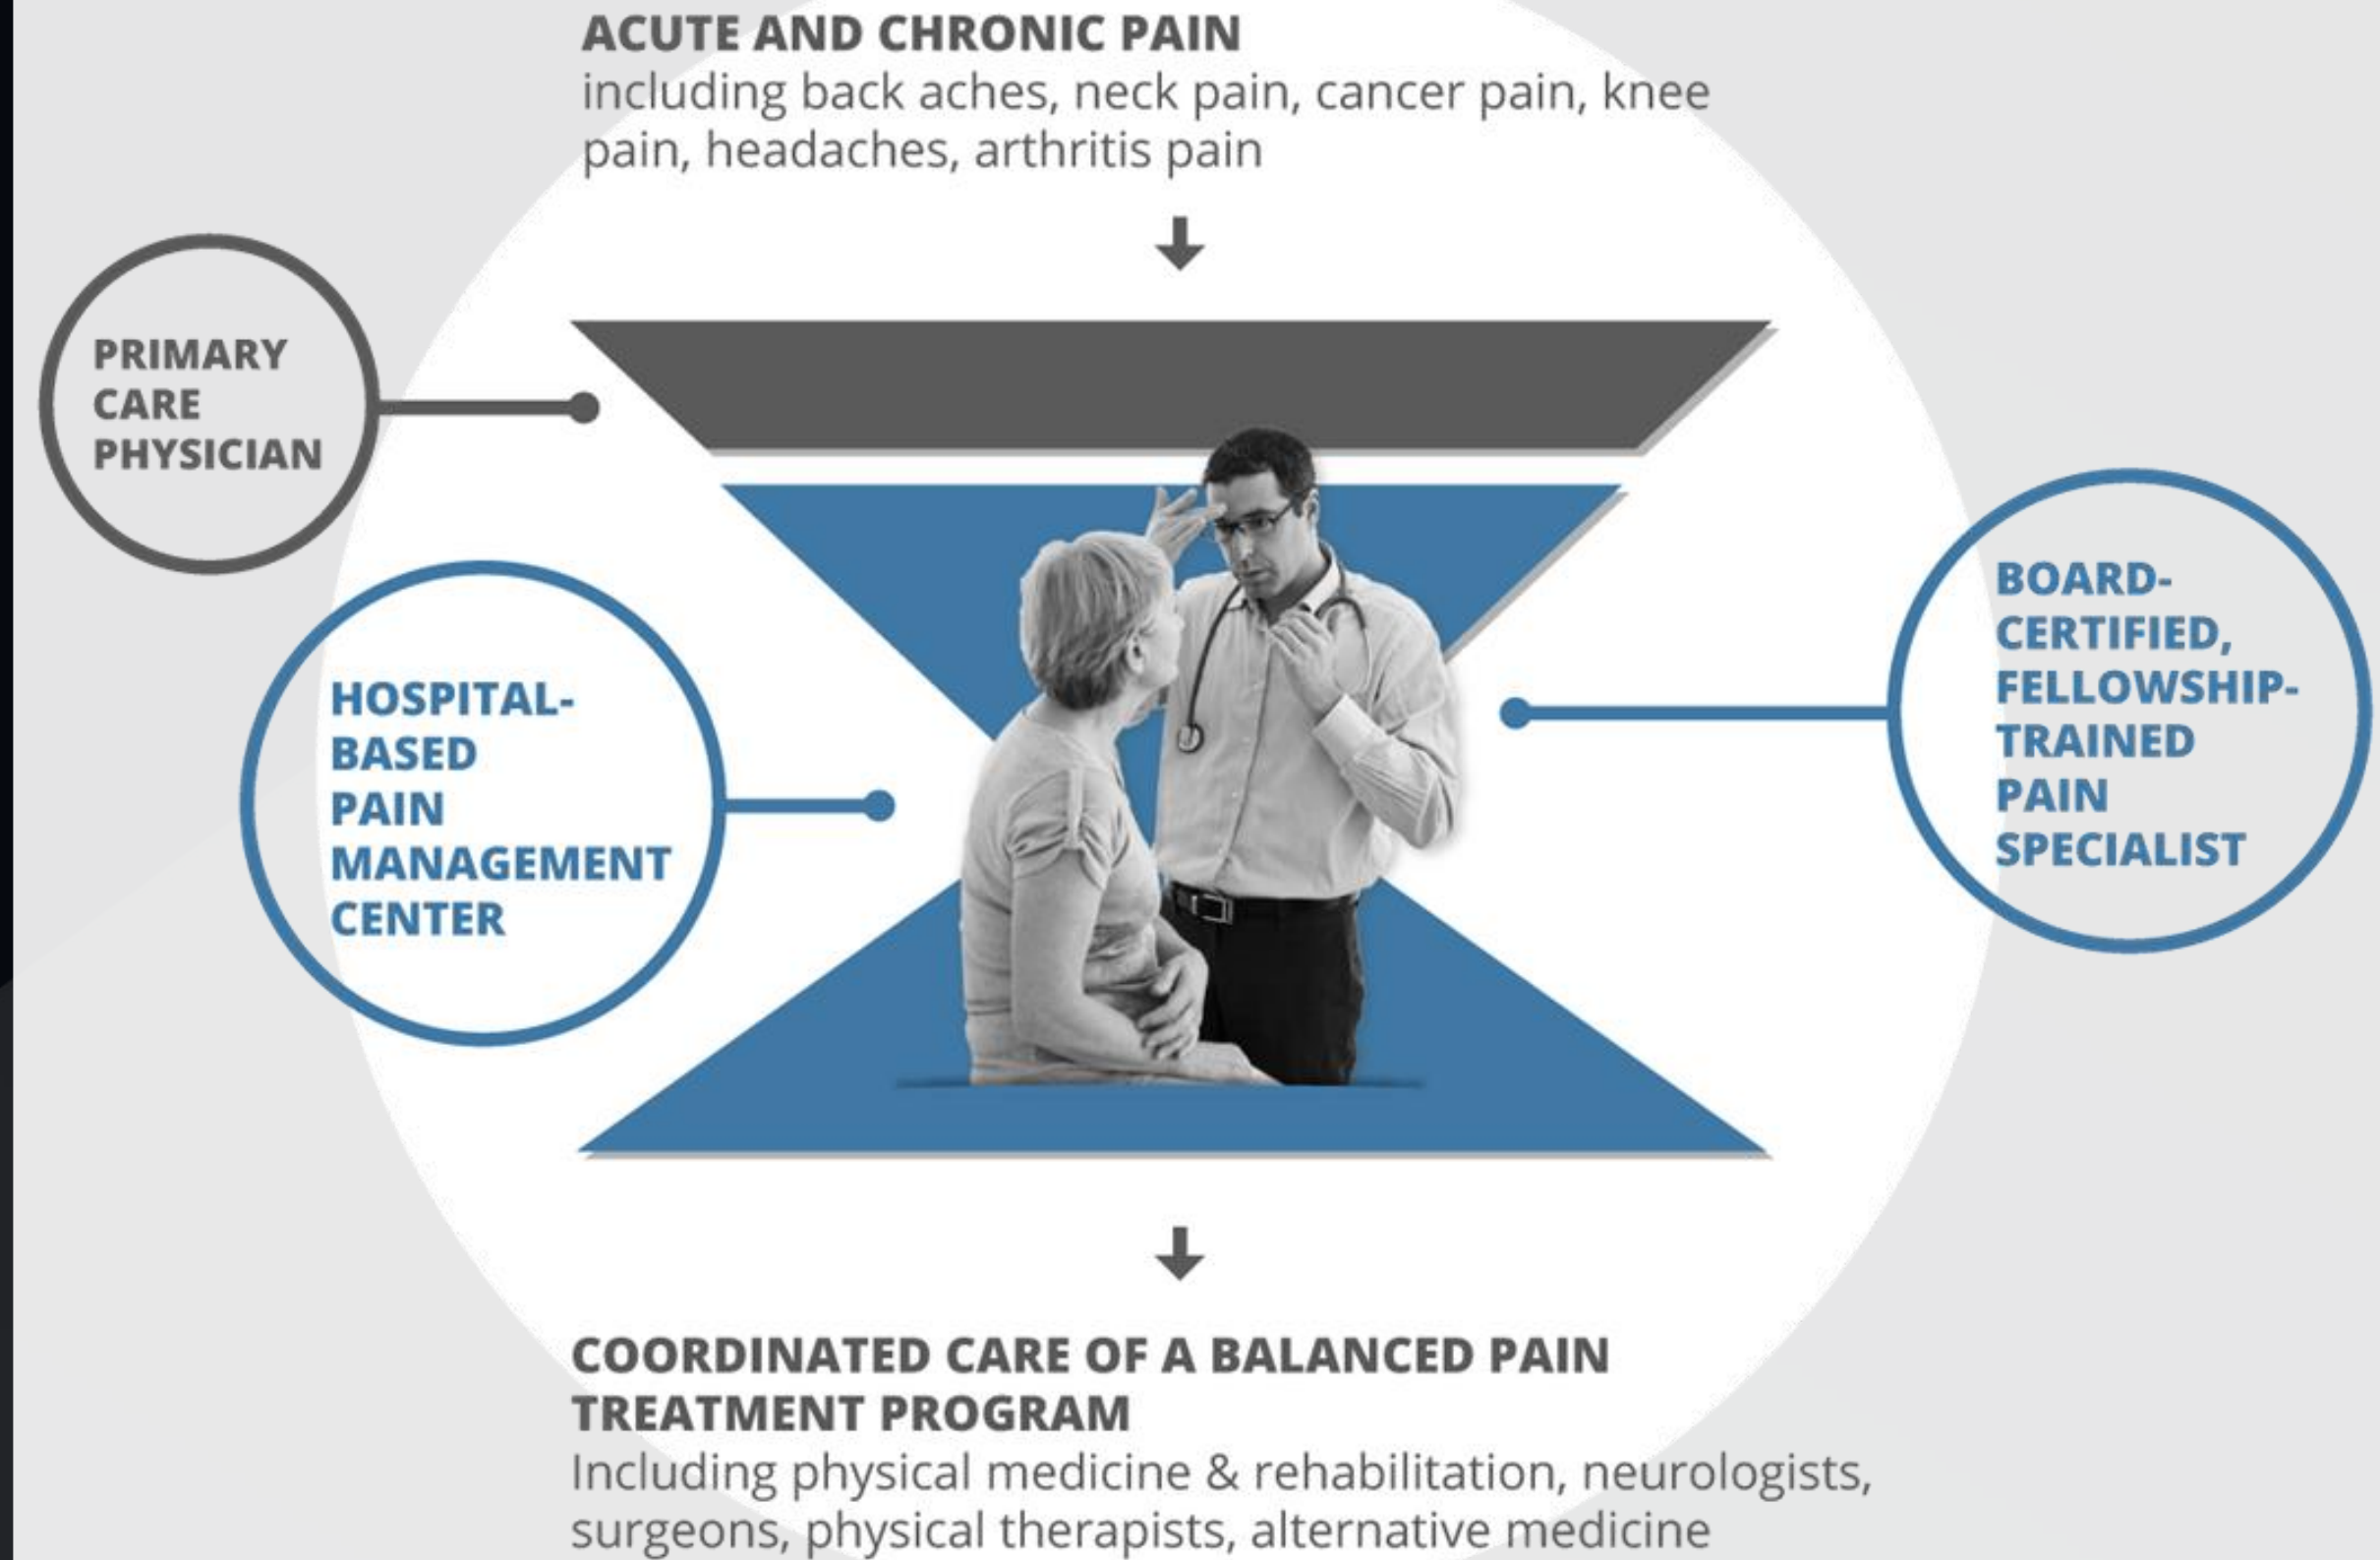 ACUTE AND CHRONIC PAIN
including back aches, neck pain, cancer pain, knee
pain, headaches, arthritis pain
PRIMARY
CARE
PHYSICIAN
HOSPITAL-
BASED
PAIN
MANAGEMENT
CENTER
BOARD-
CERTIFIED,
FELLOWSHIP-
TRAINED
PAIN
SPECIALIST
COORDINATED CARE OF A BALANCED PAIN
TREATMENT PROGRAM
Including physical medicine & rehabilitation, neurologists,
surgeons, physical therapists, alternative medicine